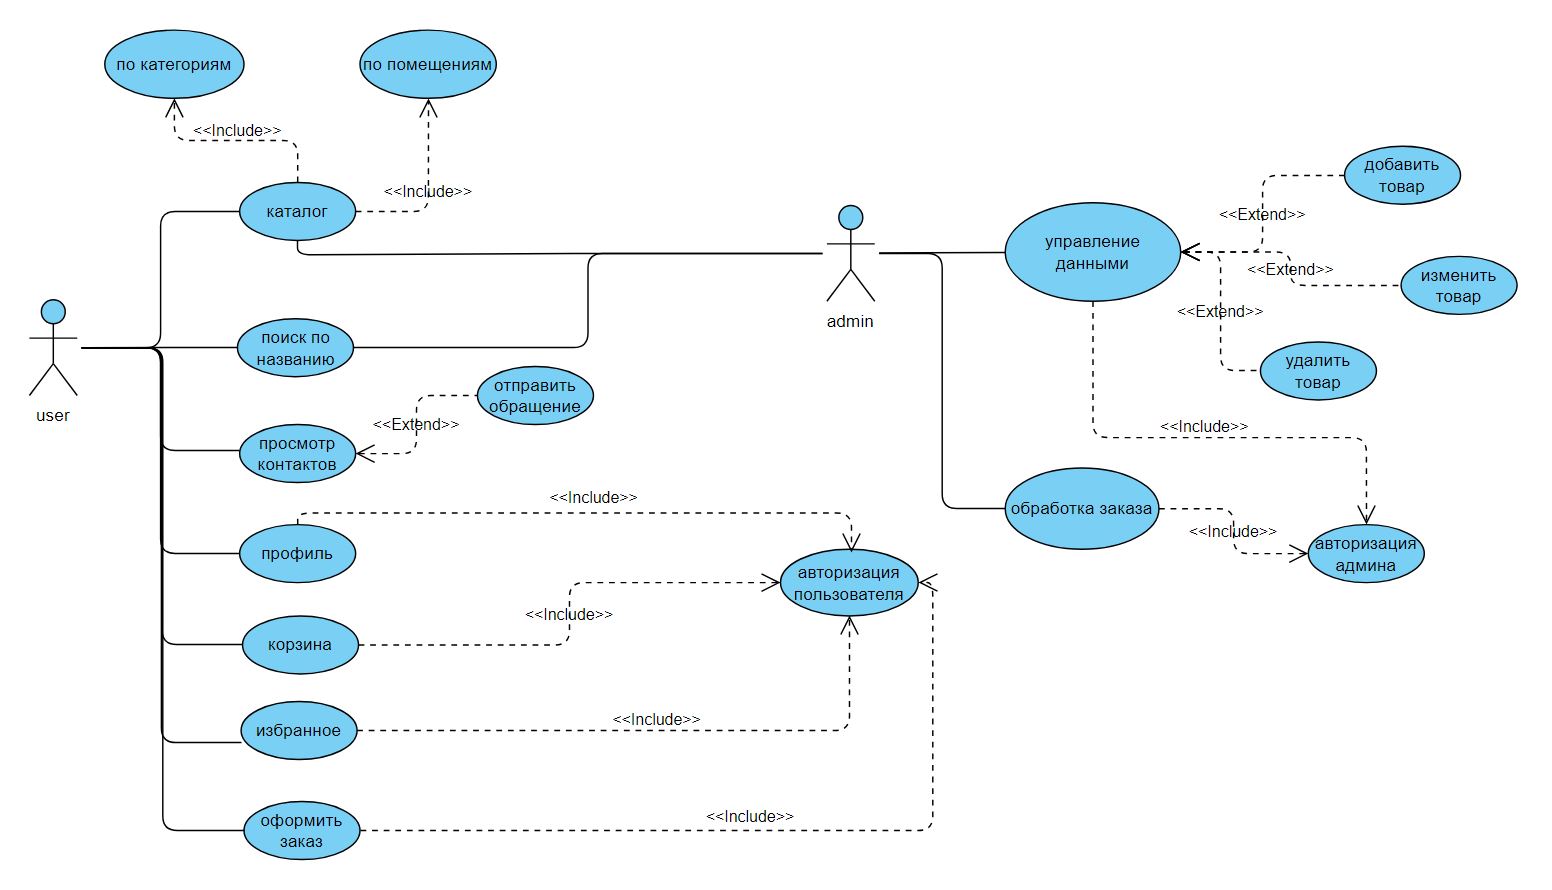 по категориям
по помещениям
<<Include>>
<<Include>>
каталог
добавить
товар
<<Extend>>
управление
данными
<<Extend>>
изменить
товар
<<Extend>>
admin
поиск по
названию
удалить
товар
user
отправить
обращение
<<Extend>>
<<Include>>
просмотр
контактов
<<Include>>
обработка заказа
<<Include>>
авторизация
админа
профиль
авторизация
пользователя
<<Include>>
корзина
<<Include>>
избранное
<<Include>>
оформить
заказ